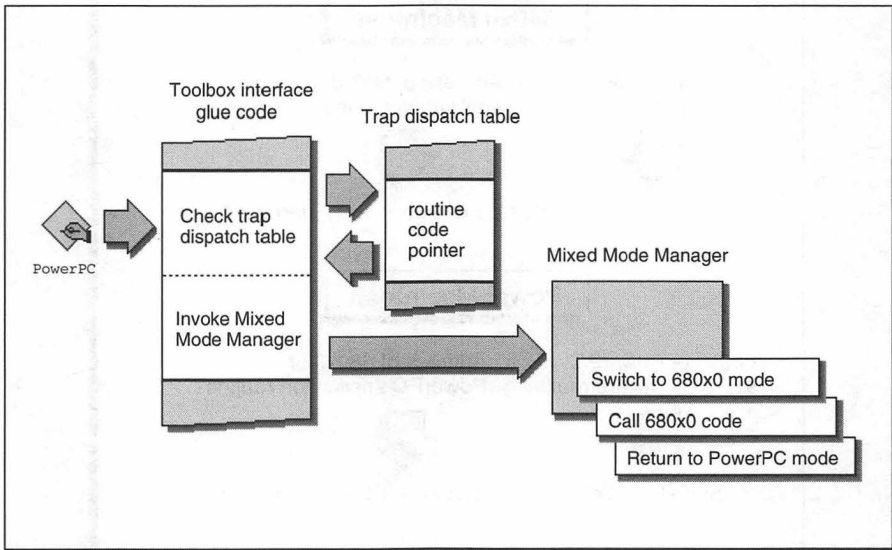 Toolbox interface
glue code
Trap dispatch table
Check trap
dispatch table
routine
code
pointer
PowerPC
Mixed Mode Manager
Invoke Mixed
Mode Manager
Switch to 680x0 mode
Call 680x0 code
Return to PowerPC mode